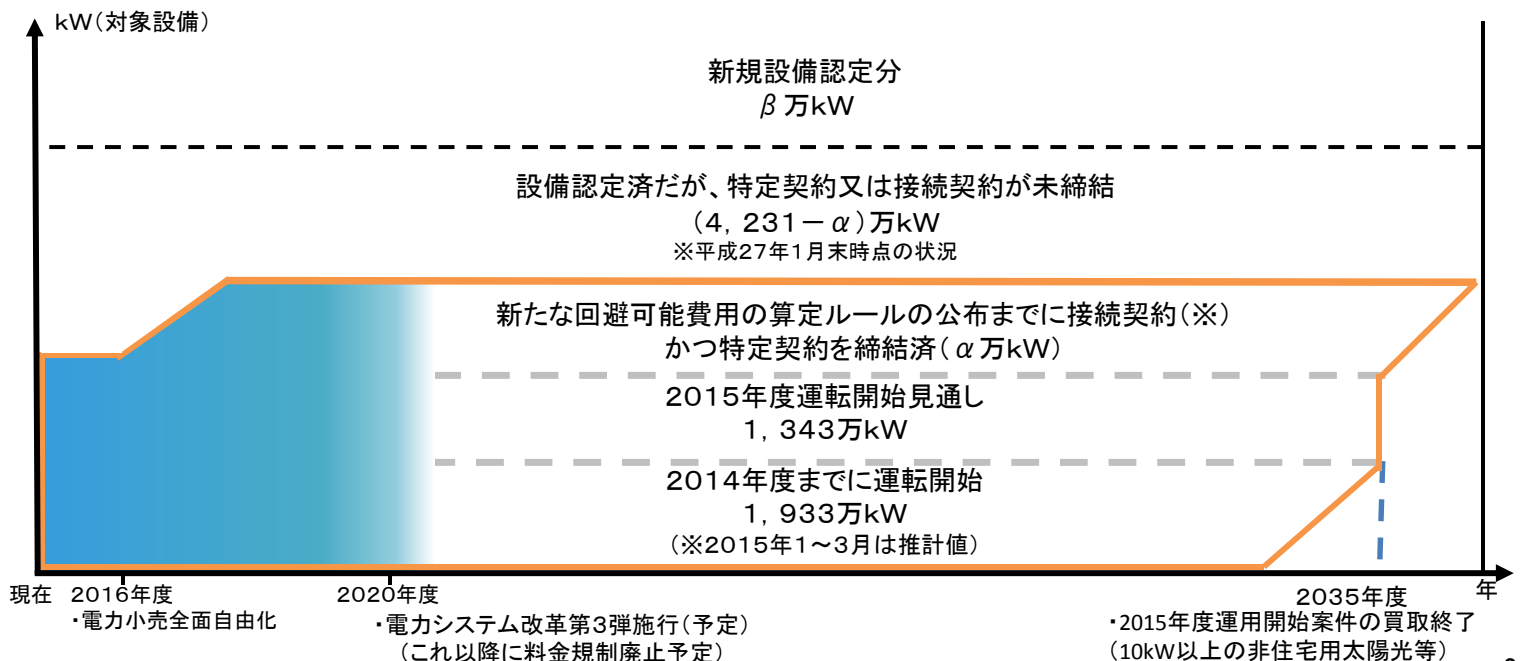 kW(対象設備)
新規設備認定分
β万kW
設備認定済だが、特定契約又は接続契約が未締結
(4,231-α)万kW
※平成27年1月末時点の状況
新たな回避可能費用の算定ルールの公布までに接続契約(※)
かつ特定契約を締結済(α万kW)
2015年度運転開始見通し
1,343万kW
2014年度までに運転開始
1,933万kW
(※2015年1~3月は推計値)
現在 2016年度 2020年度 2035年度 年
・電力小売全面自由化
・電力システム改革第3弾施行(予定)
(これ以降に料金規制廃止予定)
・2015年度運用開始案件の買取終了
(10kW以上の非住宅用太陽光等)